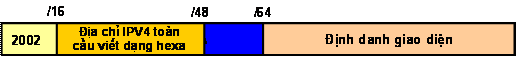 /16 /48 /64
2002 Địa chỉ IPV4 toàn Định danh giao diện
cầu viết dạng hexa